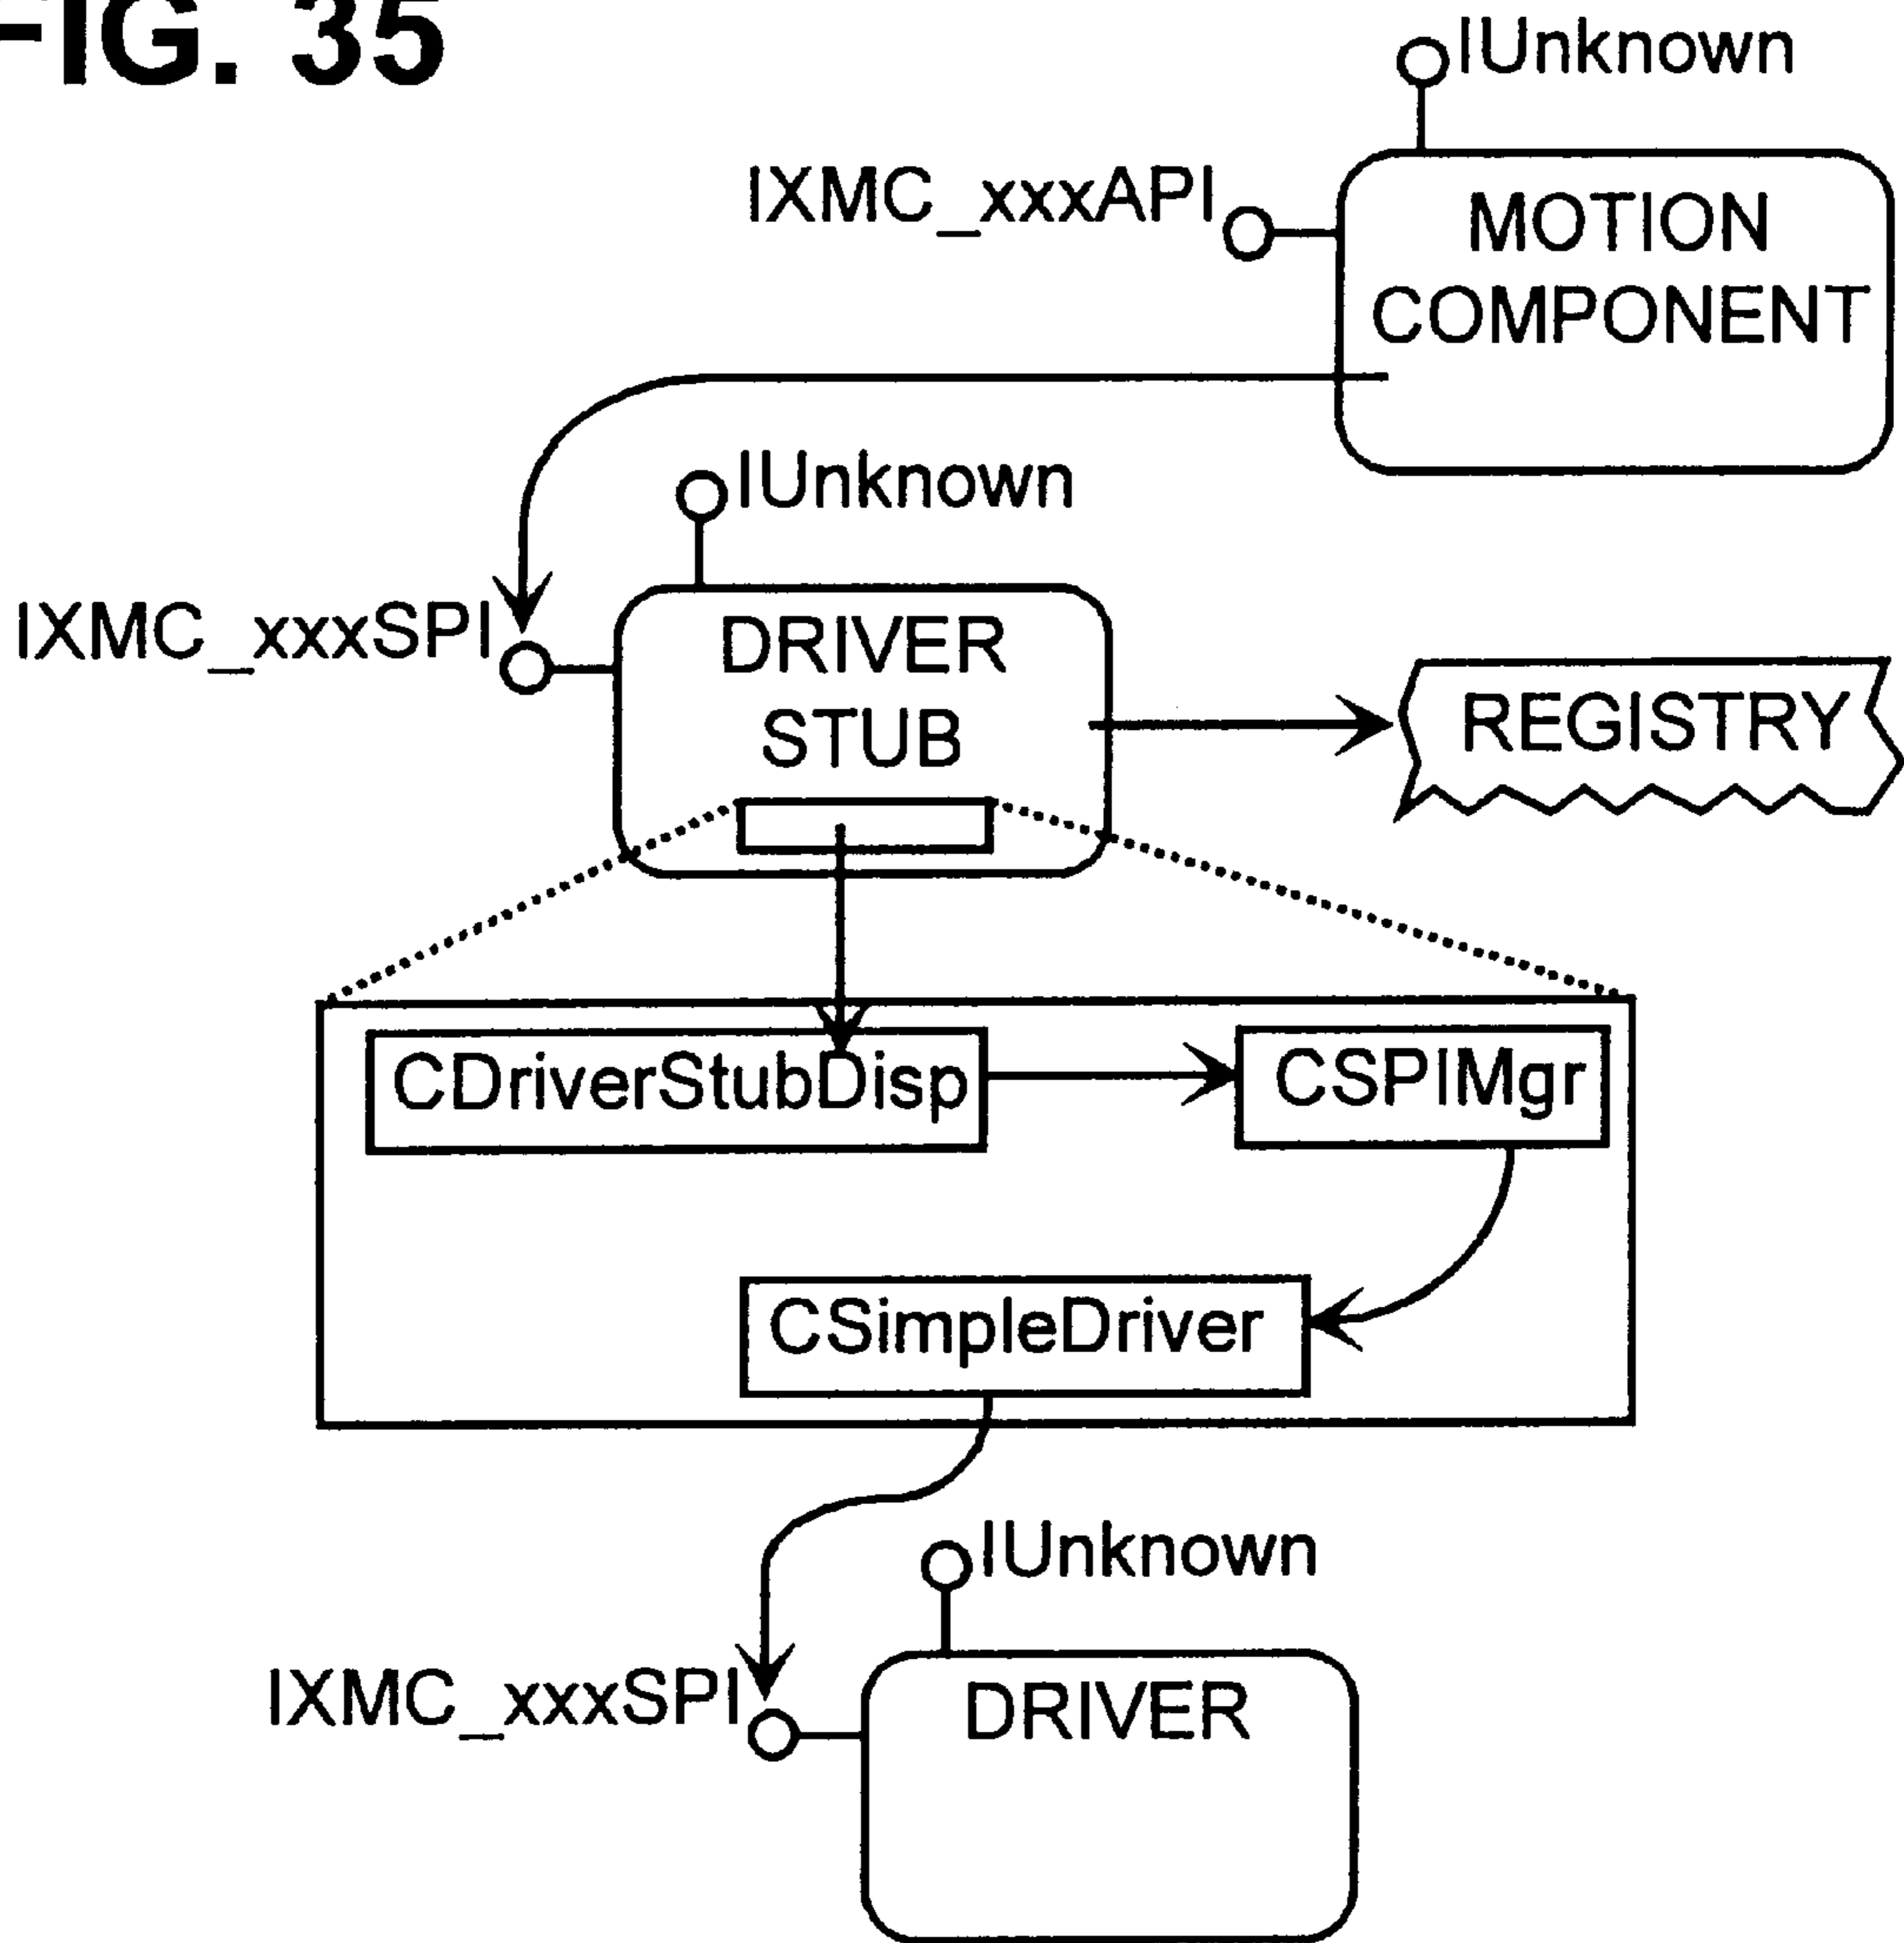 FIG. 35
IUnknown
IXMC_xxxAPI
MOTION
COMPONENT
IUnknown
IXMC_xxxSPI
DRIVER
STUB
REGISTRY
CDriverStubDisp
CSPIMgr
CSimpleDriver
IUnknown
IXMC_xxxSPI
DRIVER